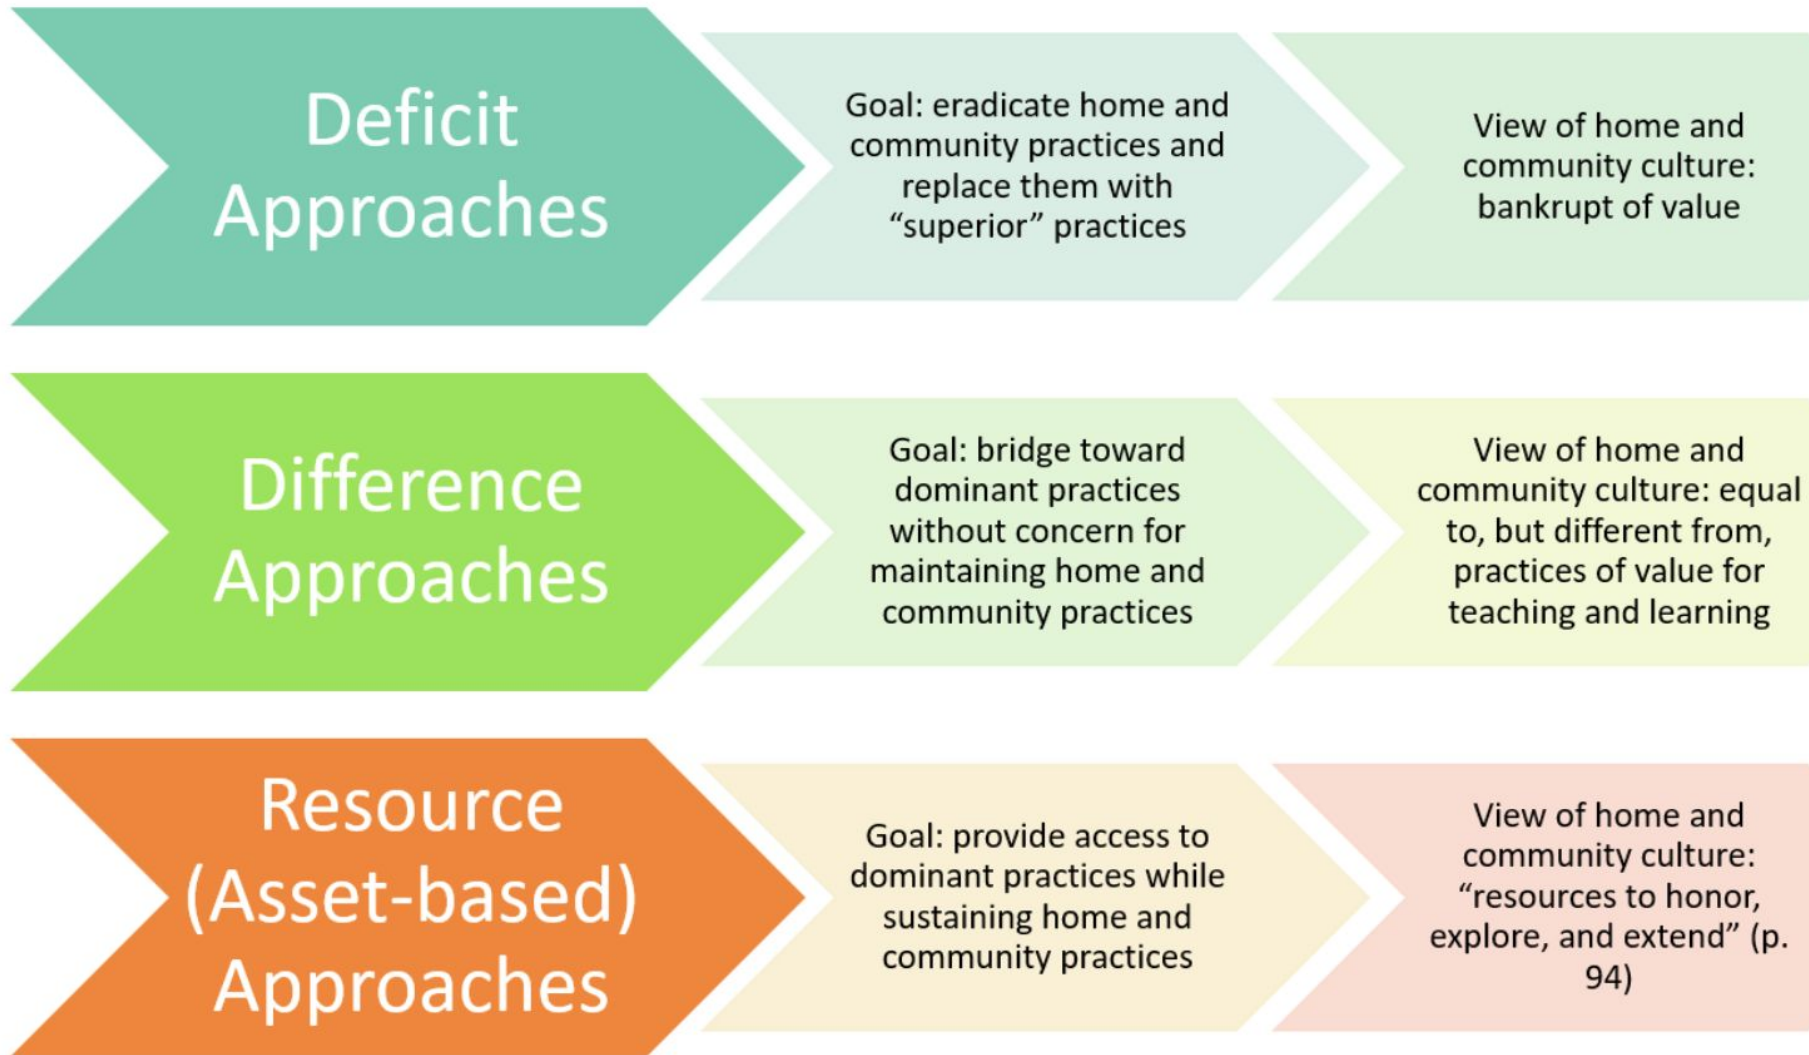 Deficit
Approaches
Goal: eradicate home and
community practices and
replace them with
“superior” practices
View of home and
community culture:
bankrupt of value
Difference
Approaches
Goal: bridge toward
dominant practices
without concern for
maintaining home and
community practices
View of home and
community culture: equal
to, but different from,
practices of value for
teaching and learning
Resource
(Asset-based)
Approaches
Goal: provide access to
dominant practices while
sustaining home and
community practices
View of home and
community culture:
“resources to honor,
explore, and extend” (p.
94)